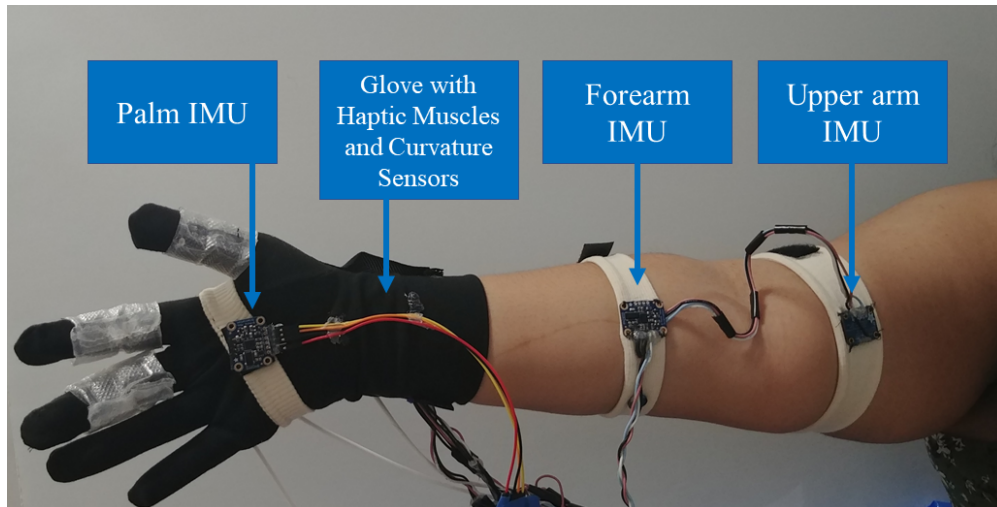 Palm IMU
Glove with
Haptic Muscles
and Curvature
Sensors
Forearm
IMU
Upper arm
IMU